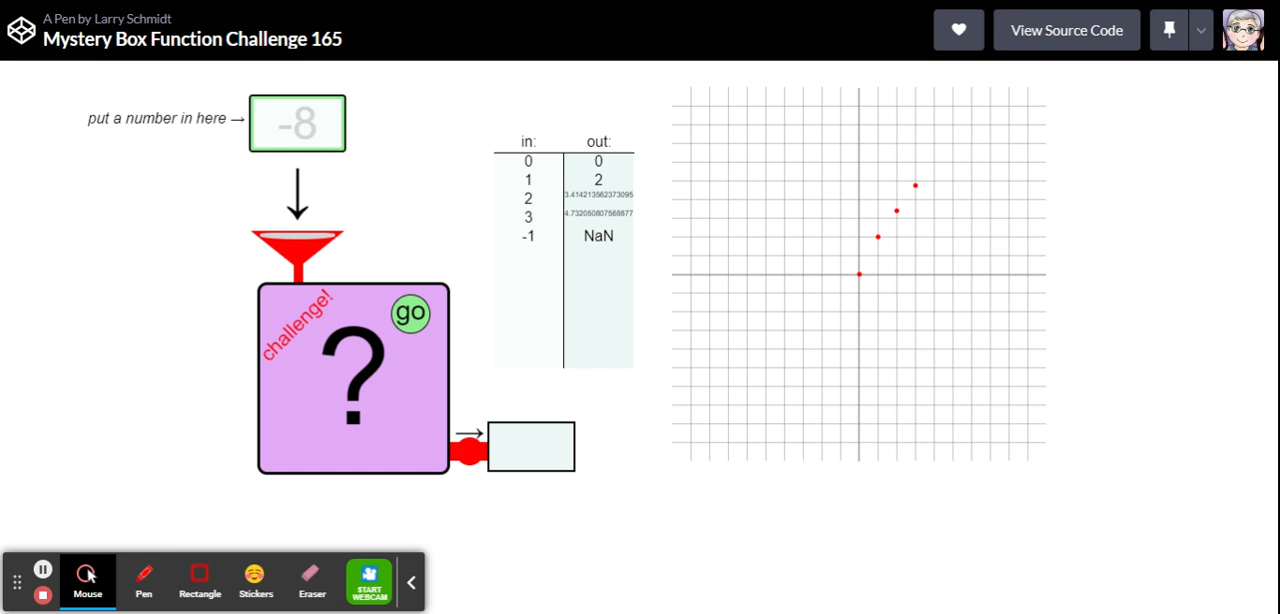 A Pen by Larry Schmidt
Mystery Box Function Challenge 165
View Source Code
put a number in here →
-8
in: out:
0 0
1 2
2 3.414213562373095
3 4.732050807568877
-1 NaN
challenge!
go
?
Mouse
Pen
Rectangle
Stickers
Eraser
START
WEBCAM